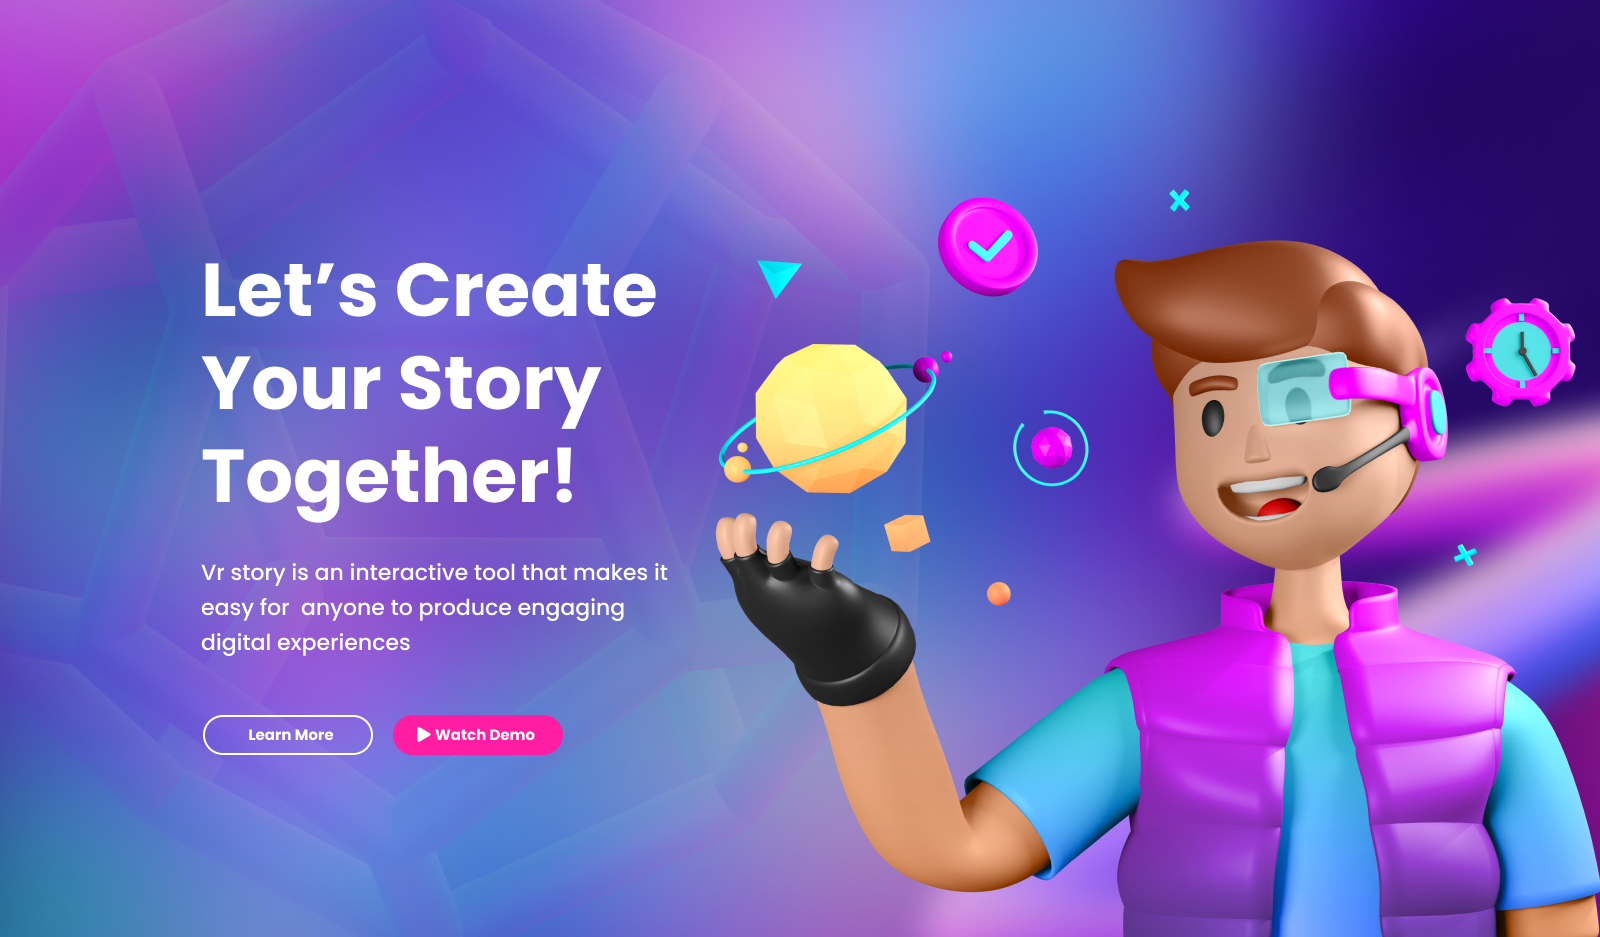 Let’s Create
Your Story
Together!
Vr story is an interactive tool that makes it
easy for  anyone to produce engaging
digital experiences
Learn More
Watch Demo